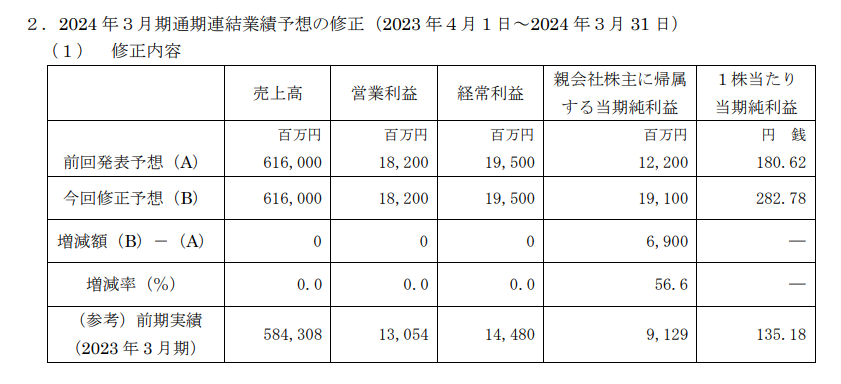 ２．2024 年３月期通期連結業績予想の修正（2023 年４月１日～2024 年３月 31 日）
（１） 修正内容
売上高 営業利益 経常利益 親会社株主に帰属する当期純利益 １株当たり当期純利益
百万円 百万円 百万円 百万円 円 銭
前回発表予想（A） 616,000 18,200 19,500 12,200 180.62
今回修正予想（B） 616,000 18,200 19,500 19,100 282.78
増減額（B）－（A） 0 0 0 6,900 ―
増減率（%） 0.0 0.0 0.0 56.6 ―
（参考）前期実績
（2023 年３月期） 584,308 13,054 14,480 9,129 135.18